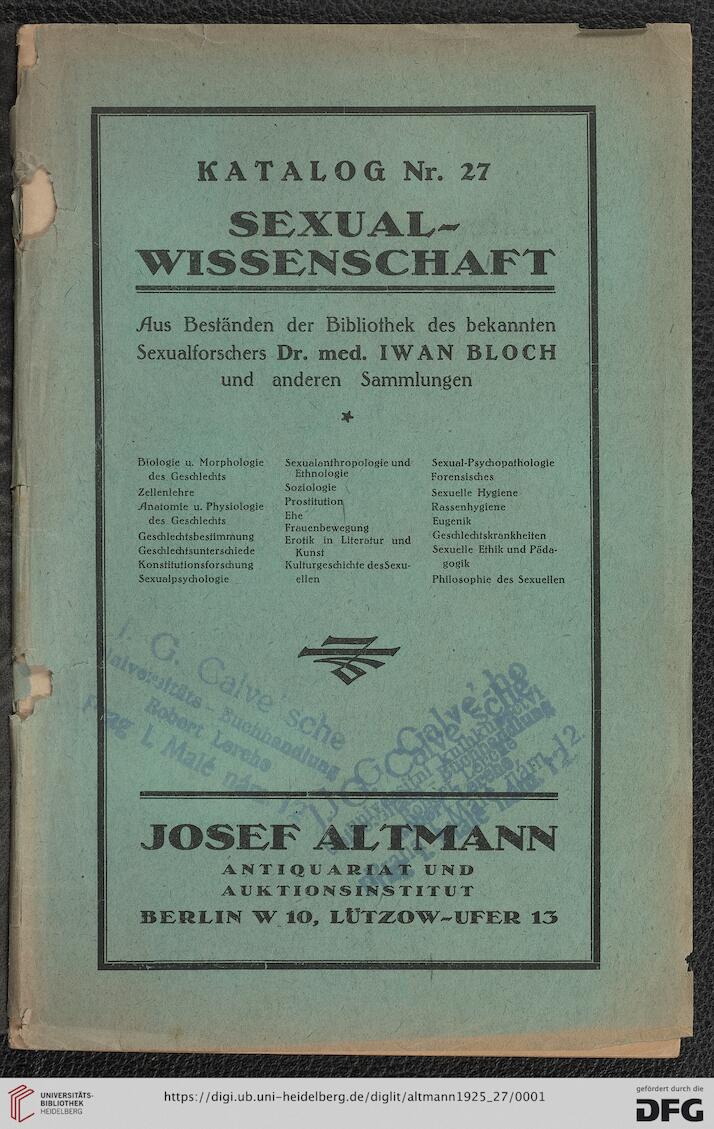 KATALOG Nr. 27
SEXUAL-
WISSENSCHAFT
Aus Beständen der Bibliothek des bekannten
Sexualforschers Dr. med. IWAN BLOCH
und anderen Sammlungen
*
Biologie u. Morphologie
des Geschlechts
Zellenlehre
Anatomie u. Physiologie
des Geschlechts
Geschlechtsbestimmung
Geschlechtsunterschiede
Konstitutionsforschung
Sexualpsychologie
Sexualanthropologie und
Ethnologie
Soziologie
Prostitution
Ehe
Frauenbewegung
Erotik in Literatur und
Kunst
Kulturgeschichte des Sexu-
ellen
Sexual-Psychopathologie
Forensisches
Sexuelle Hygiene
Rassenhygiene
Eugenik
Geschlechtskrankheiten
Sexuelle Ethik und Päda-
gogik
Philosophie des Sexuellen
J. G. Calve'sche
Universitäts-Buchhandlung
Robert Lerche
Prag I. Malé nám. 12
JOSEF ALTMANN
ANTIQUARIAT UND
AUKTIONSINSTITUT
BERLIN W 10, LÜTZOW-UFER 13
UNIVERSITÄTS-
BIBLIOTHEK
HEIDELBERG
https://digi.ub.uni-heidelberg.de/diglit/altmann1925_27/0001
gefördert durch die
DFG